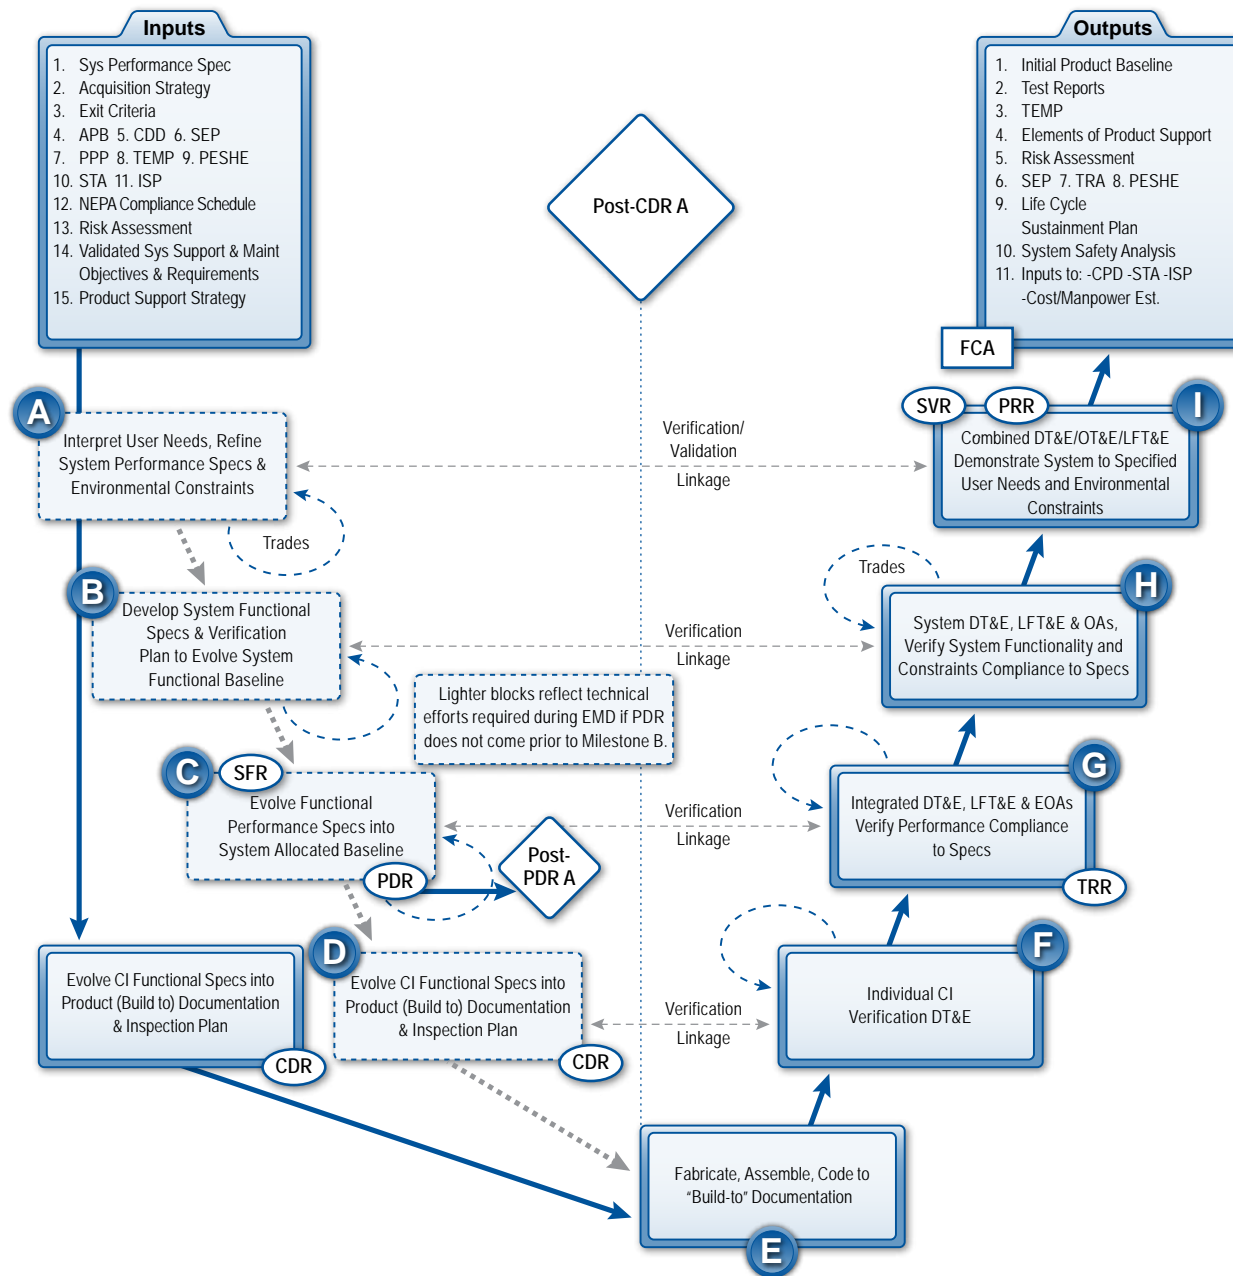 Inputs
1. Sys Performance Spec
2. Acquisition Strategy
3. Exit Criteria
4. APB 5. CDD 6. SEP
7. PPP 8. TEMP 9. PESHE
10. STA 11. ISP
12. NEPA Compliance Schedule
13. Risk Assessment
14. Validated Sys Support & Maint
Objectives & Requirements
15. Product Support Strategy
Post-CDR A
Outputs
1. Initial Product Baseline
2. Test Reports
3. TEMP
4. Elements of Product Support
5. Risk Assessment
6. SEP 7. TRA 8. PESHE
9. Life Cycle
Sustainment Plan
10. System Safety Analysis
11. Inputs to: -CPD -STA -ISP
-Cost/Manpower Est.
FCA
A
Interpret User Needs, Refine
System Performance Specs &
Environmental Constraints
Trades
Verification/
Validation
Linkage
SVR
PRR
I
Combined DT&E/OT&E/LFT&E
Demonstrate System to Specified
User Needs and Environmental
Constraints
B
Develop System Functional
Specs & Verification
Plan to Evolve System
Functional Baseline
Verification
Linkage
Trades
H
System DT&E, LFT&E & OAs,
Verify System Functionality and
Constraints Compliance to Specs
Lighter blocks reflect technical
efforts required during EMD if PDR
does not come prior to Milestone B.
C
SFR
Evolve Functional
Performance Specs into
System Allocated Baseline
PDR
Post-
PDR A
Verification
Linkage
G
Integrated DT&E, LFT&E & EOAs
Verify Performance Compliance
to Specs
TRR
Evolve CI Functional Specs into
Product (Build to) Documentation
& Inspection Plan
CDR
D
Evolve CI Functional Specs into
Product (Build to) Documentation
& Inspection Plan
CDR
Verification
Linkage
F
Individual CI
Verification DT&E
Fabricate, Assemble, Code to
“Build-to” Documentation
E